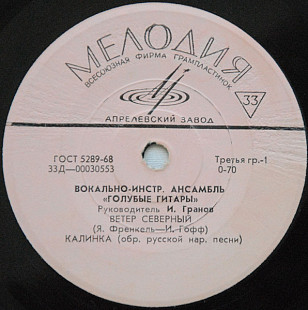 МЕЛОДИЯ
ВСЕСОЮЗНАЯ ФИРМА ГРАМПЛАСТИНОК
33
АПРЕЛЕВСКИЙ ЗАВОД
ГОСТ 5289-68
33Д—00030553
Третья гр.-1
0-70
ВОКАЛЬНО-ИНСТР. АНСАМБЛЬ
«ГОЛУБЫЕ ГИТАРЫ»
Руководитель И. Гранов
ВЕТЕР СЕВЕРНЫЙ
(Я. Френкель—И. Гофф)
КАЛИНКА (обр. русской нар. песни)